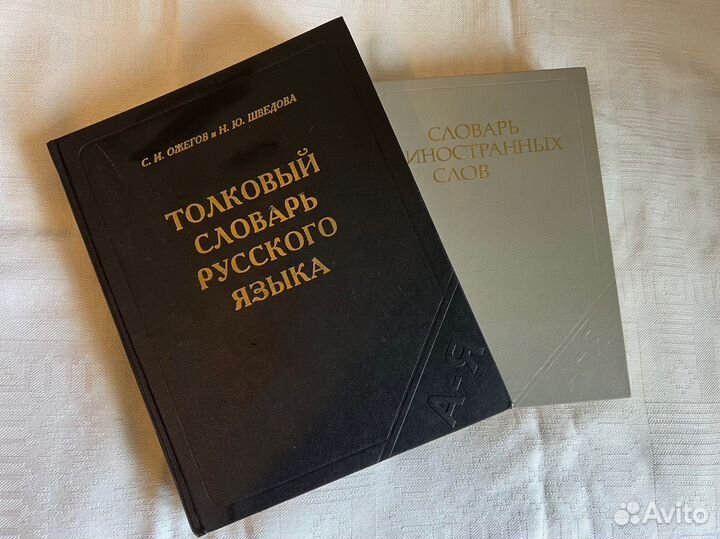 С. И. ОЖЕГОВ и Н. Ю. ШВЕДОВА
ТОЛКОВЫЙ
СЛОВАРЬ
РУССКОГО
ЯЗЫКА
А-Я
СЛОВАРЬ
ИНОСТРАННЫХ
СЛОВ
-Я-
Avito